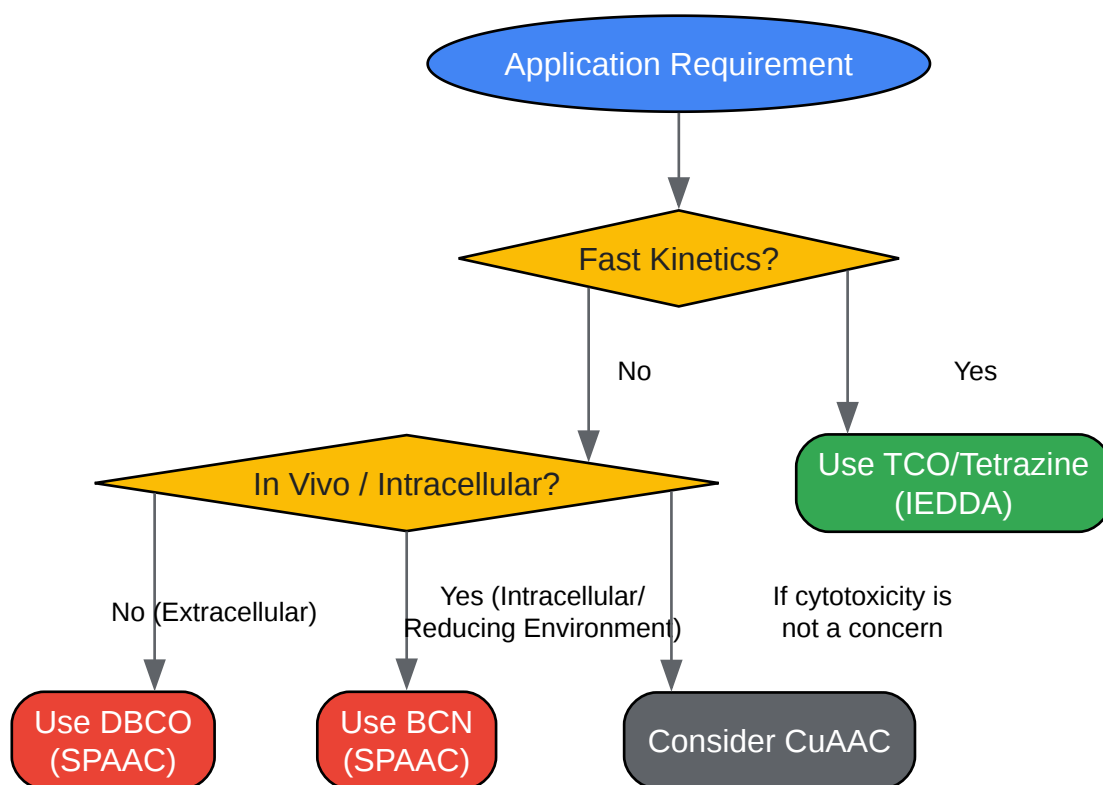 Application Requirement
Fast Kinetics?
No
Yes
In Vivo / Intracellular?
Use TCO/Tetrazine
(IEDDA)
No (Extracellular)
Yes (Intracellular/
Reducing Environment)
If cytotoxicity is
not a concern
Use DBCO
(SPAAC)
Use BCN
(SPAAC)
Consider CuAAC